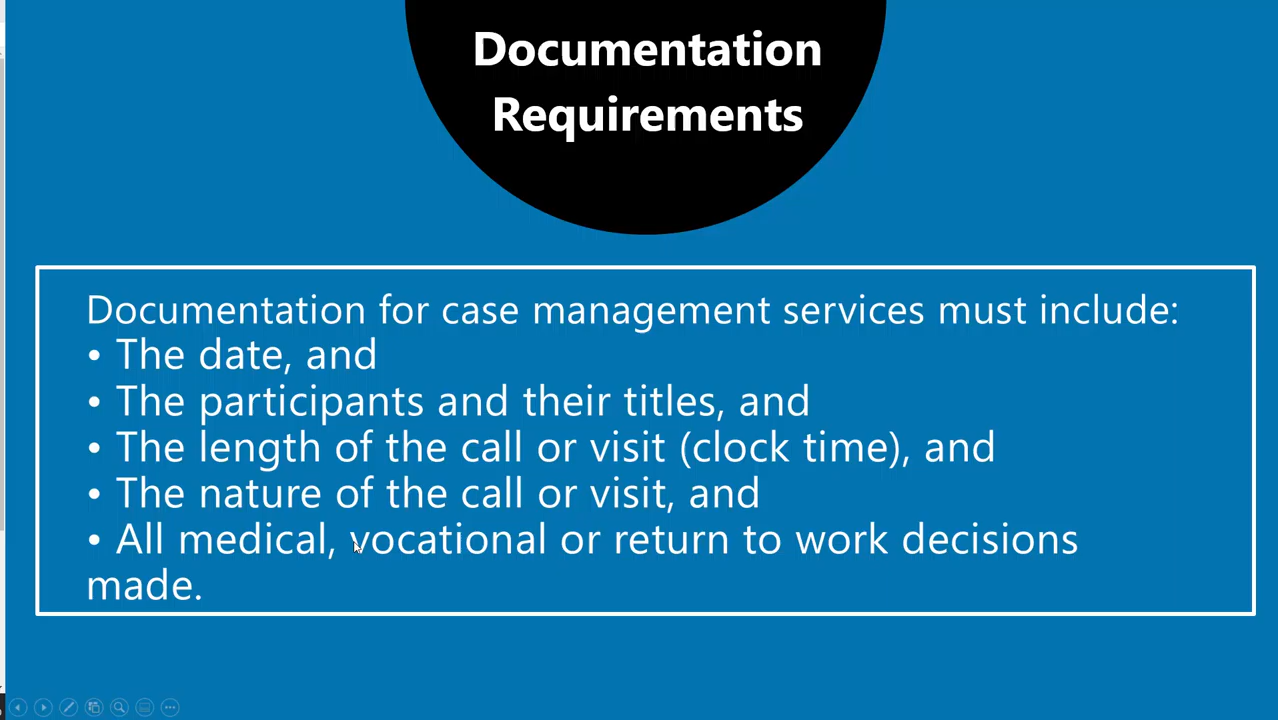 Documentation
Requirements
Documentation for case management services must include:
• The date, and
• The participants and their titles, and
• The length of the call or visit (clock time), and
• The nature of the call or visit, and
• All medical, vocational or return to work decisions
made.